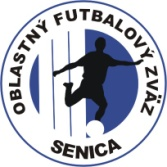 OBLASTNÝ FUTBALOVÝ ZVÄZ
SENICA